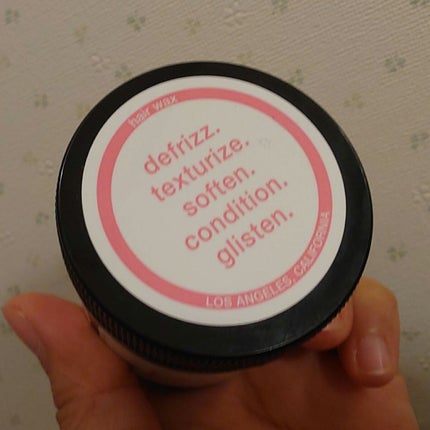 hair wax
defrizz.
texturize.
soften.
condition.
glisten.
LOS ANGELES, CALIFORNIA